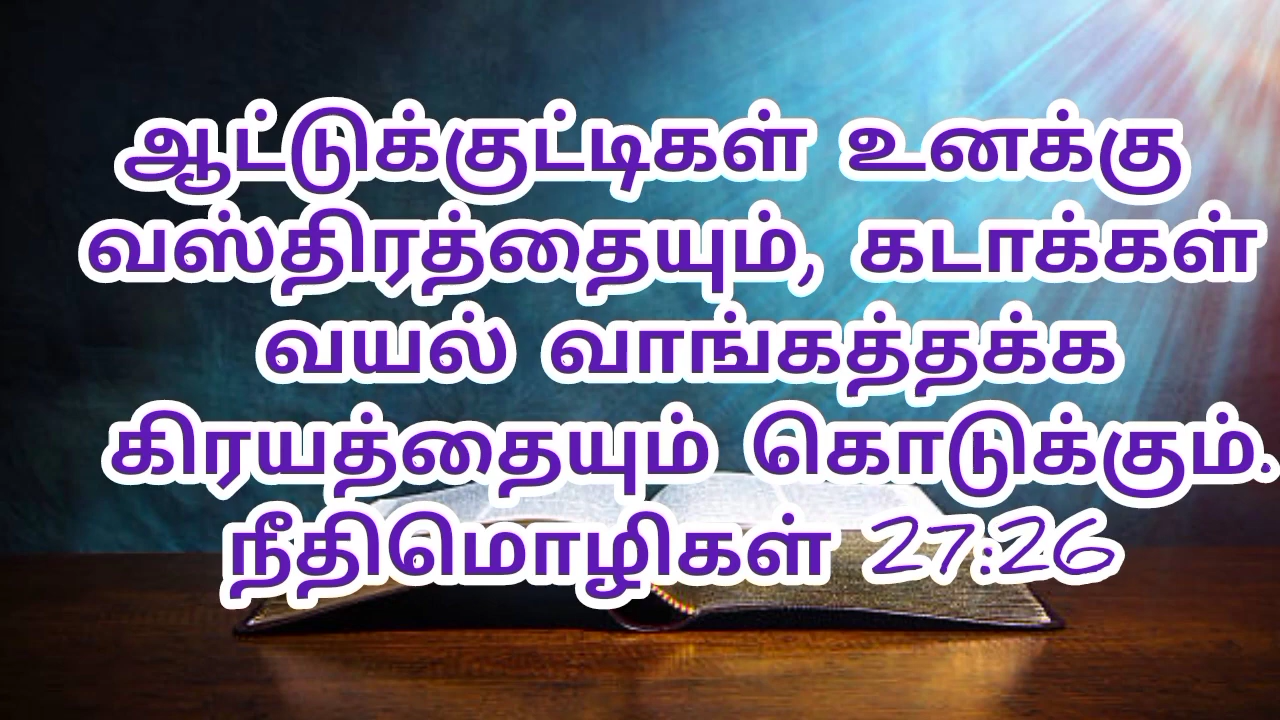 ஆட்டுக்குட்டிகள் உனக்கு
வஸ்திரத்தையும், கடாக்கள்
வயல் வாங்கத்தக்க
கிரயத்தையும் கொடுக்கும்.
நீதிமொழிகள் 27:26